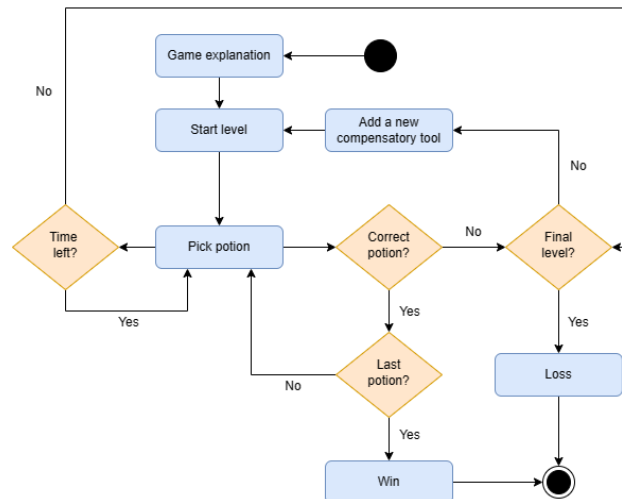 Game explanation
No
Start level
Add a new
compensatory tool
No
Time
left?
Pick potion
Correct
potion?
No
Final
level?
Yes
Yes
Yes
Last
potion?
No
Loss
Yes
Win